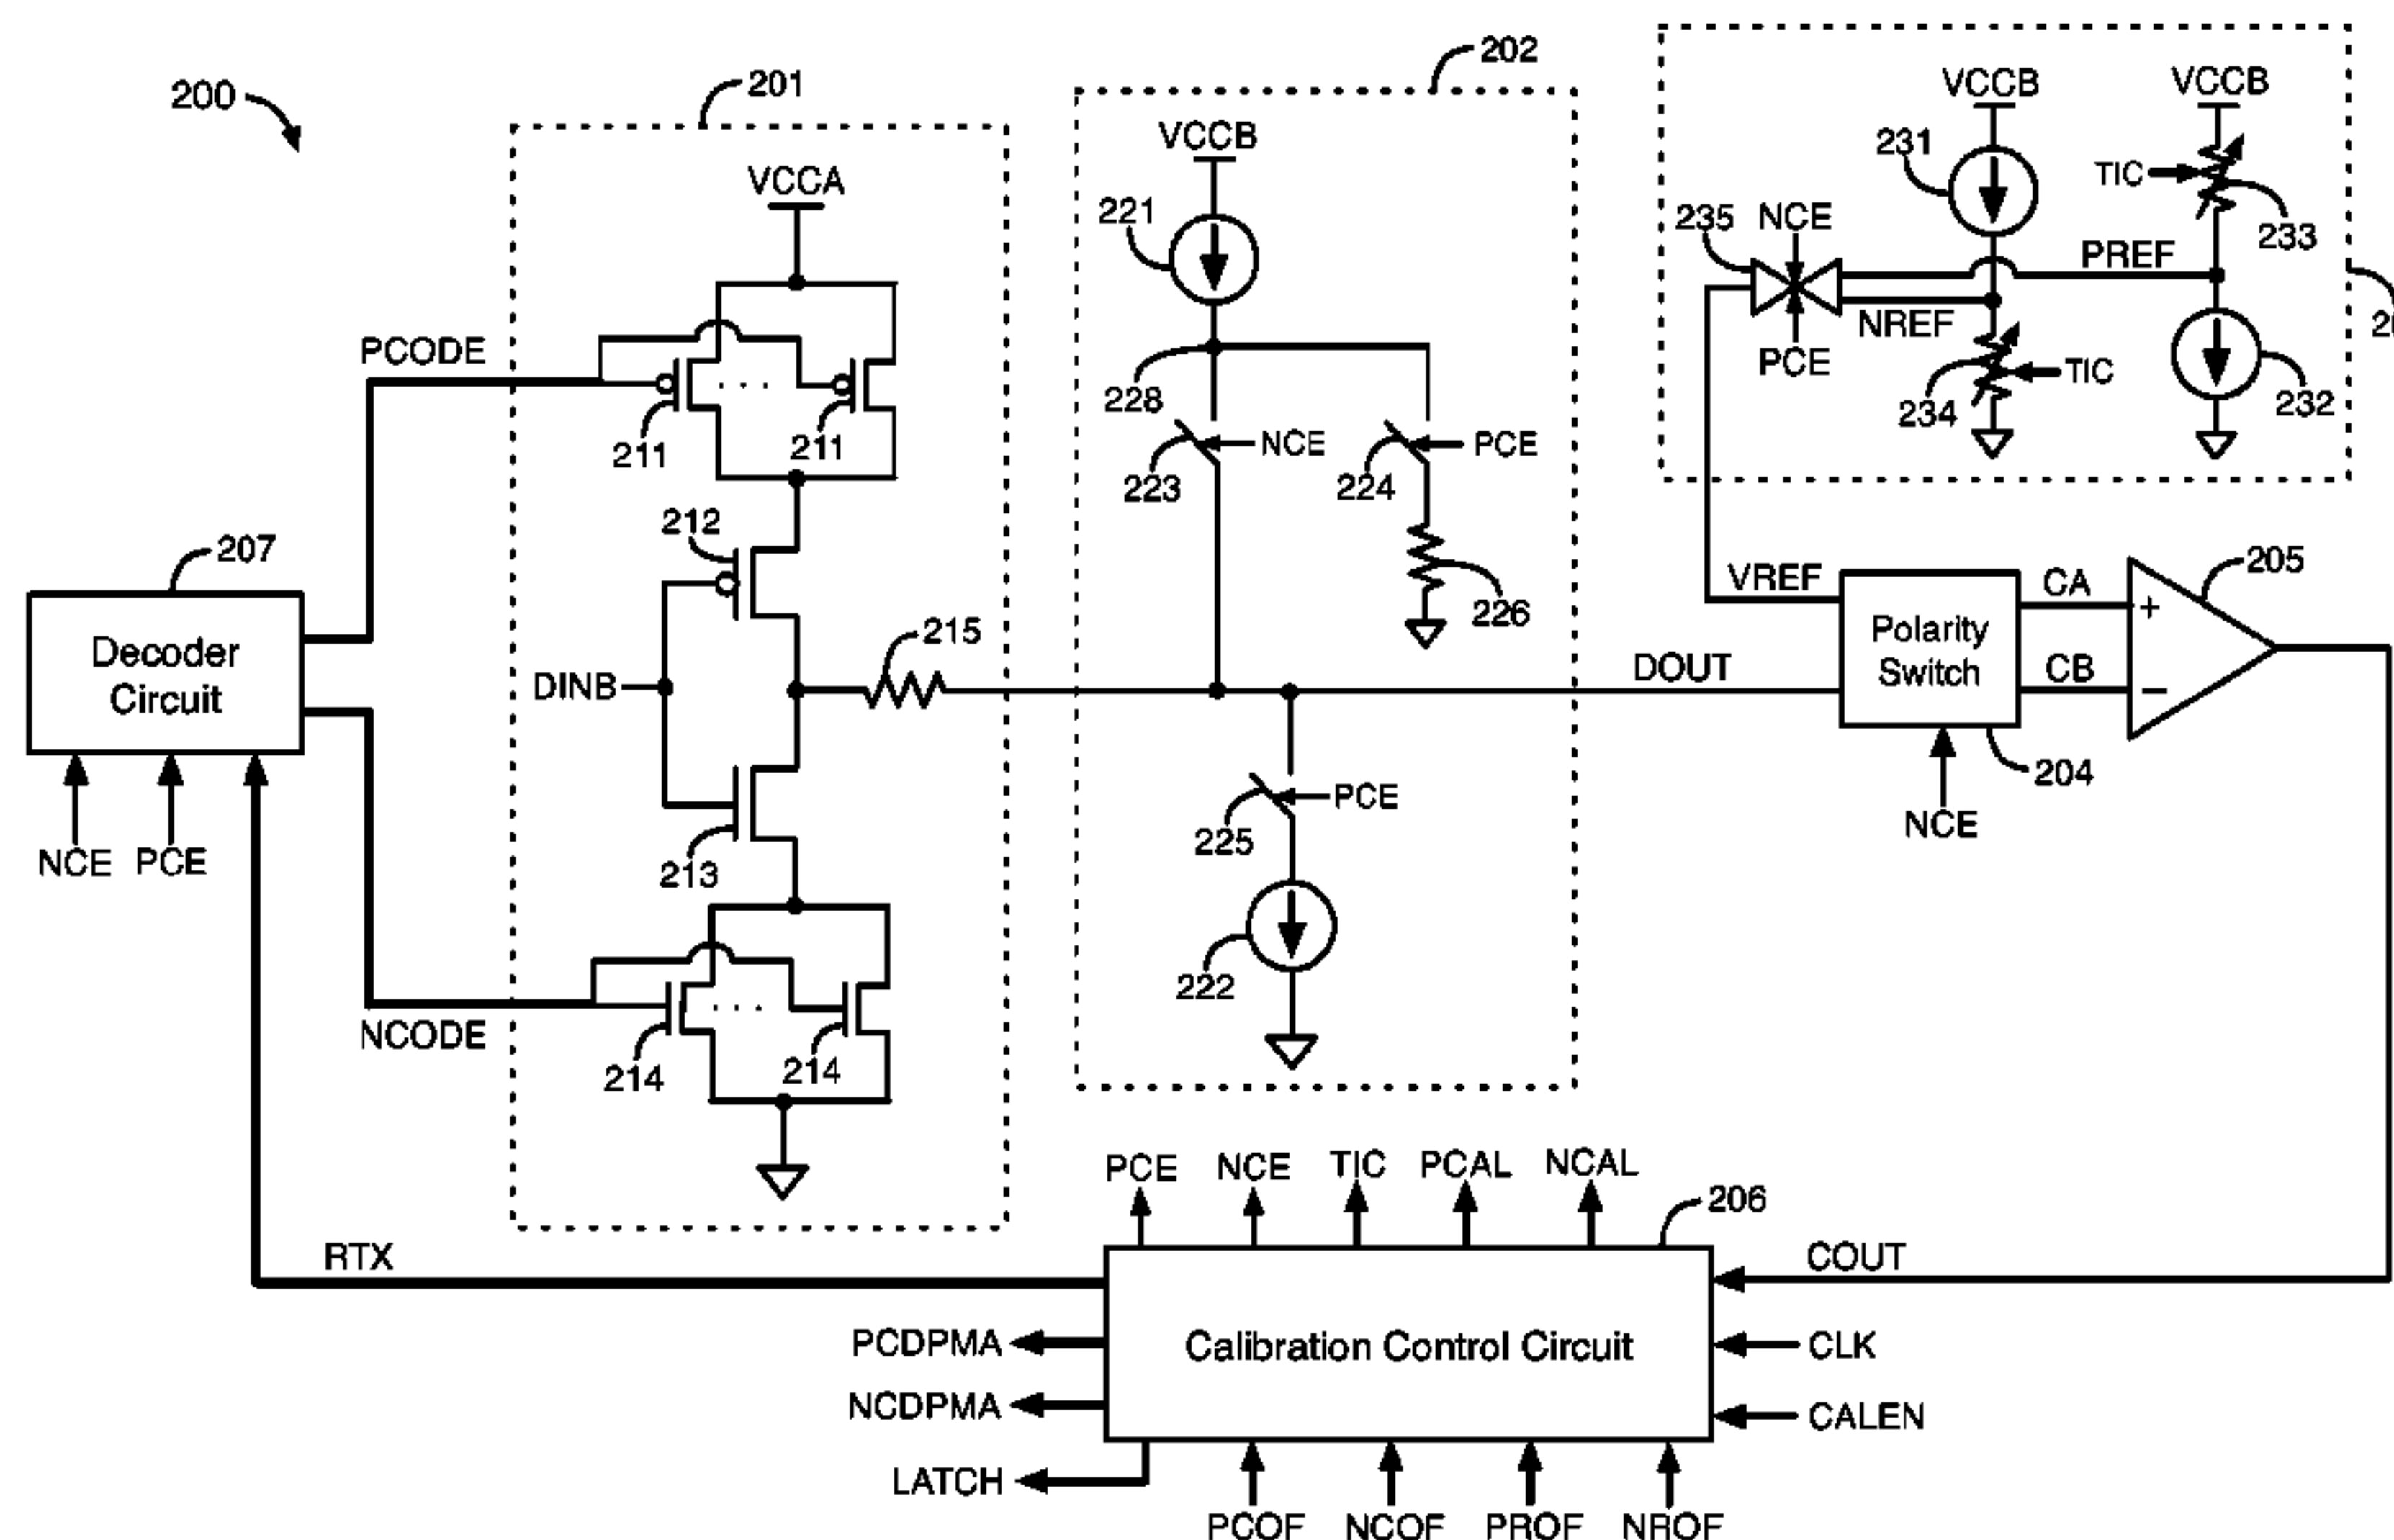 200
201
VCCA
PCODE
211
211
212
DINB
215
213
NCODE
214
214
207
Decoder
Circuit
NCE
PCE
202
VCCB
221
228
223
NCE
224
PCE
226
225
PCE
222
VCCB
VCCB
231
TIC
233
235
NCE
PREF
NREF
PCE
234
TIC
232
VREF
DOUT
Polarity
Switch
CA
CB
+
−
205
204
NCE
PCE
NCE
TIC
PCAL
NCAL
206
RTX
COUT
PCDPMA
Calibration Control Circuit
CLK
NCDPMA
CALEN
LATCH
PCOF
NCOF
PROF
NROF